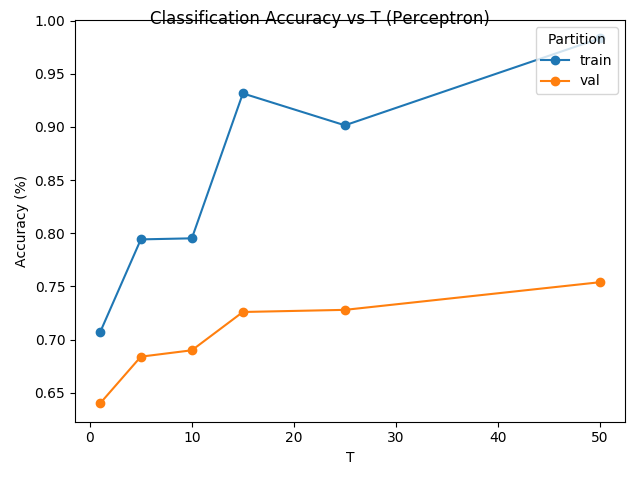 Classification Accuracy vs T (Perceptron)
Partition
train
val
Accuracy (%)
1.00
0.95
0.90
0.85
0.80
0.75
0.70
0.65
0 10 20 30 40 50
T